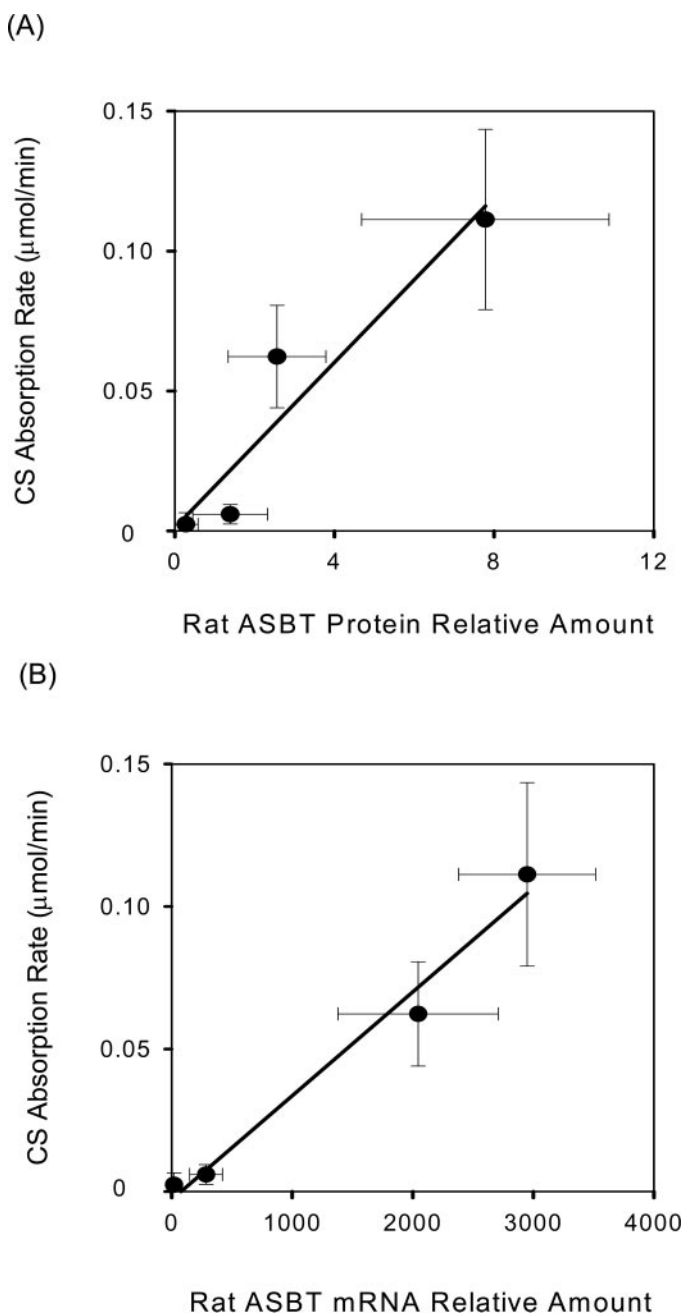 (A)
0.15
0.10
0.05
0
CS Absorption Rate (μmol/min)
0 4 8 12
Rat ASBT Protein Relative Amount
(B)
0.15
0.10
0.05
0
CS Absorption Rate (μmol/min)
0 1000 2000 3000 4000
Rat ASBT mRNA Relative Amount